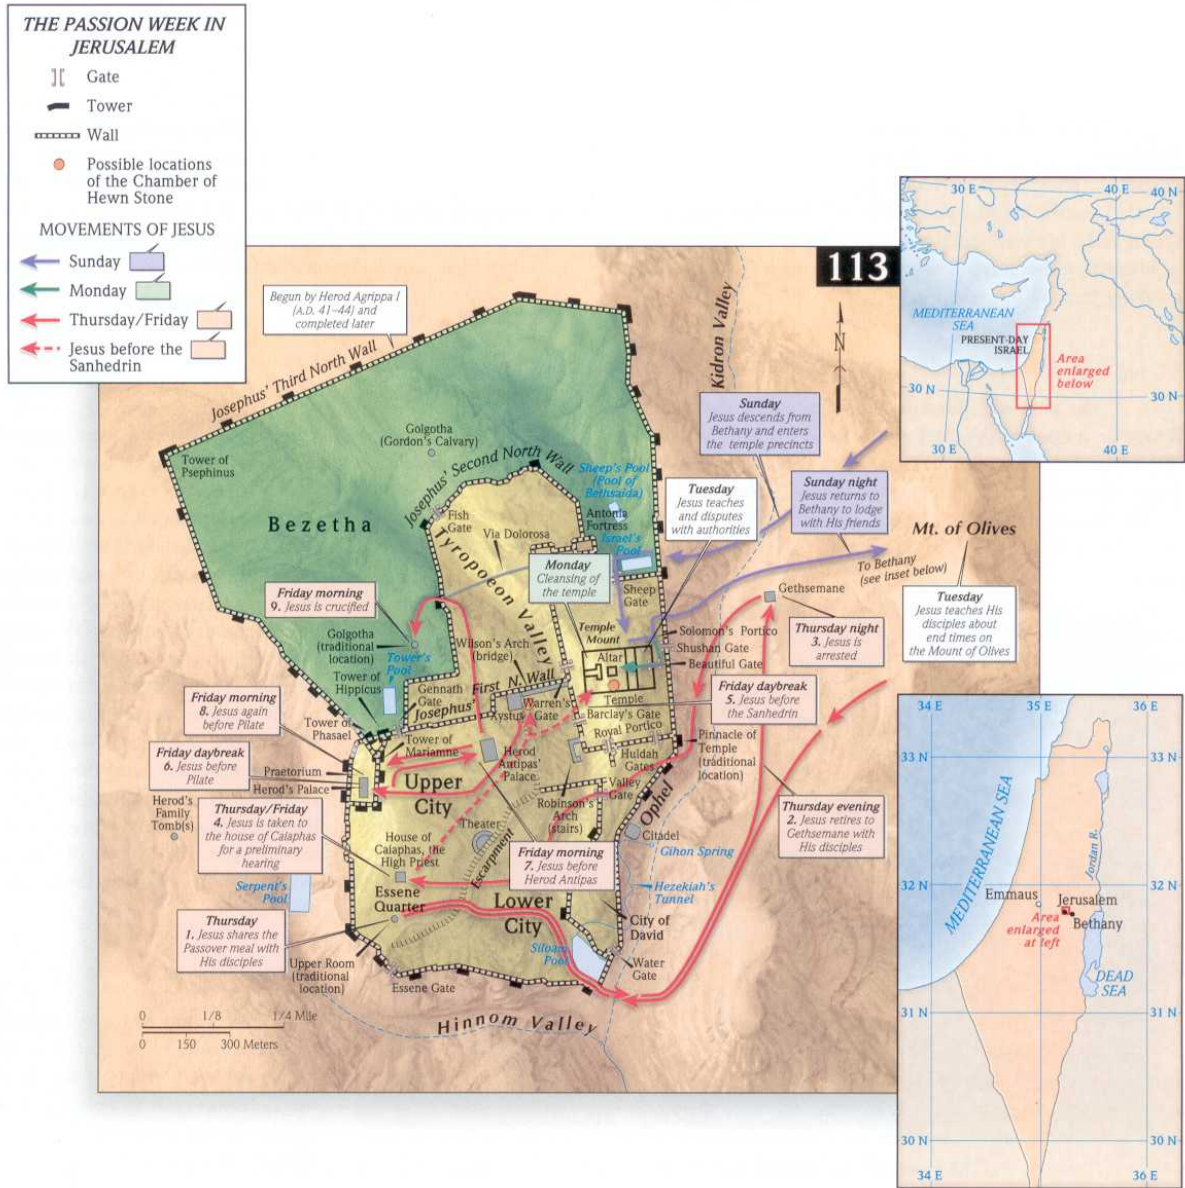 THE PASSION WEEK IN
JERUSALEM
Gate
Tower
Wall
Possible locations
of the Chamber of
Hewn Stone
MOVEMENTS OF JESUS
Sunday
Monday
Thursday/Friday
Jesus before the
Sanhedrin
113
Begun by Herod Agrippa I
(A.D. 41–44) and
completed later
Josephus' Third North Wall
Kidron Valley
N
Sunday
Jesus descends from
Bethany and enters
the temple precincts
Golgotha
(Gordon's Calvary)
Tower of
Psephinus
Josephus' Second North Wall
Sheep's Pool
(Pool of
Bethsaida)
Tuesday
Jesus teaches
and disputes
with authorities
Sunday night
Jesus returns to
Bethany to lodge
with His friends
Bezetha
Fish
Gate
Antonia
Fortress
Israel's
Pool
Via Dolorosa
Tyropoeon Valley
Mt. of Olives
Monday
Cleansing of
the temple
To Bethany
(see inset below)
Friday morning
9. Jesus is crucified
Sheep
Gate
Gethsemane
Tuesday
Jesus teaches His
disciples about
end times on
the Mount of Olives
Golgotha
(traditional
location)
Temple
Mount
Solomon's Portico
Thursday night
3. Jesus is
arrested
Wilson's Arch
(bridge)
Shushan Gate
Tower's
Pool
Altar
Beautiful Gate
Tower of
Hippicus
Gennath
Gate
Josephus' First N. Wall
Friday morning
8. Jesus again
before Pilate
Xystus
Warren's
Gate
Temple
Friday daybreak
5. Jesus before
the Sanhedrin
Barclay's Gate
Tower of
Phasael
Royal Portico
Tower of
Mariamne
Friday daybreak
6. Jesus before
Pilate
Pinnacle of
Temple
(traditional
location)
Herod
Antipas'
Palace
Huldah
Gates
Praetorium
Herod's Palace
Upper
City
Valley
Gate
Herod's
Family
Tomb(s)
Robinson's
Arch
(stairs)
Ophel
Thursday evening
2. Jesus retires to
Gethsemane with
His disciples
Thursday/Friday
4. Jesus is taken to
the house of Caiaphas
for a preliminary
hearing
Theater
House of
Caiaphas, the
High Priest
Escarpment
Citadel
Gihon Spring
Friday morning
7. Jesus before
Herod Antipas
Serpent's
Pool
Essene
Quarter
Hezekiah's
Tunnel
Lower
City
Thursday
1. Jesus shares the
Passover meal with
His disciples
City of
David
Siloam
Pool
Upper Room
(traditional
location)
Water
Gate
Essene Gate
Hinnom Valley
0 1/8 1/4 Mile
0 150 300 Meters
30 E
40 E
40 N
MEDITERRANEAN
SEA
PRESENT-DAY
ISRAEL
Area
enlarged
below
30 N
30 N
30 E
40 E
34 E
35 E
36 E
33 N
33 N
MEDITERRANEAN SEA
Jordan R.
32 N
32 N
Emmaus
Jerusalem
Area
enlarged
at left
Bethany
DEAD
SEA
31 N
31 N
30 N
30 N
34 E
36 E